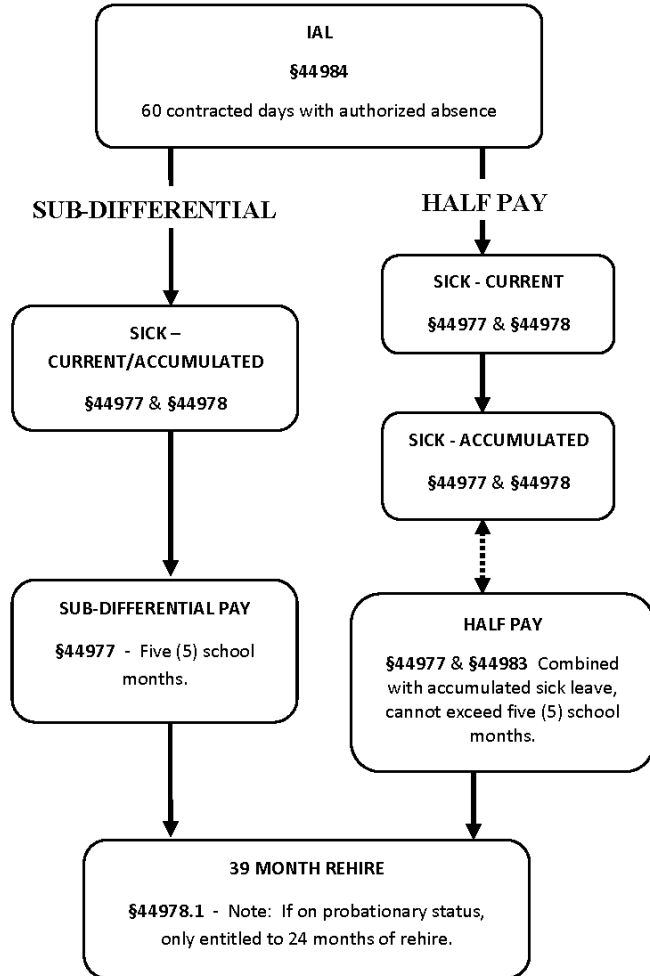 IAL
§44984
60 contracted days with authorized absence
SUB-DIFFERENTIAL
HALF PAY
SICK –
CURRENT/ACCUMULATED
§44977 & §44978
SICK - CURRENT
§44977 & §44978
SICK - ACCUMULATED
§44977 & §44978
SUB-DIFFERENTIAL PAY
§44977 - Five (5) school
months.
HALF PAY
§44977 & §44983 Combined
with accumulated sick leave,
cannot exceed five (5) school
months.
39 MONTH REHIRE
§44978.1 - Note: If on probationary status,
only entitled to 24 months of rehire.